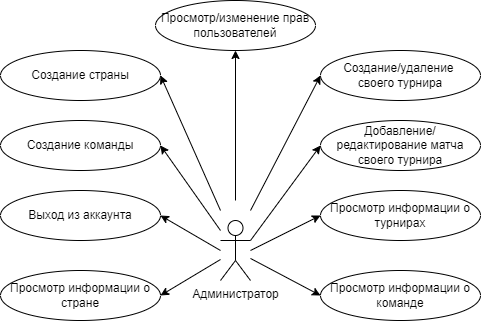 Просмотр/изменение прав
пользователей
Создание страны
Создание/удаление
своего турнира
Создание команды
Добавление/
редактирование матча
своего турнира
Выход из аккаунта
Просмотр информации о
турнирах
Просмотр информации о
стране
Администратор
Просмотр информации о
команде